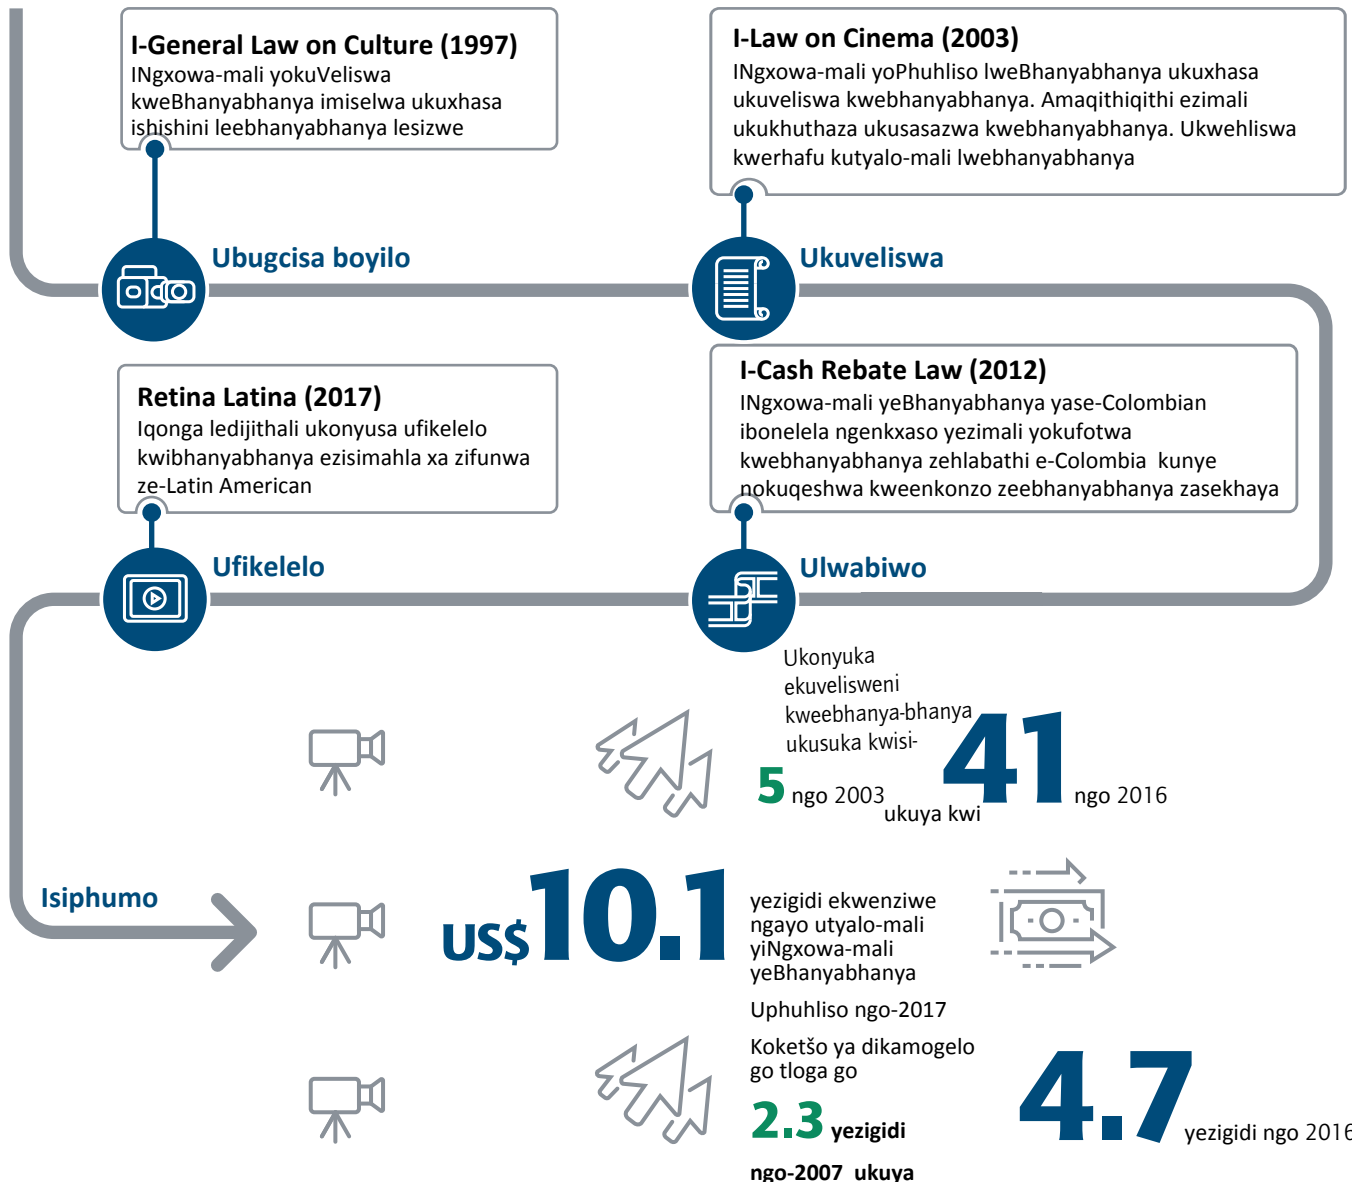 I-General Law on Culture (1997)
INgxowa-mali yokuVeliswa
kweBhanyabhanya imiselwa ukuxhasa
ishishini leebhanyabhanya lesizwe
I-Law on Cinema (2003)
INgxowa-mali yoPhuhliso lweBhanyabhanya ukuxhasa
ukuveliswa kwebhanyabhanya. Amaqithiqithi ezimali
ukukhuthaza ukusasazwa kwebhanyabhanya. Ukwehliswa
kwerhafu kutyalo-mali lwebhanyabhanya
Ubugcisa boyilo
Ukuveliswa
Retina Latina (2017)
Iqonga ledijithali ukonyusa ufikelelo
kwibhanyabhanya ezisimahla xa zifunwa
ze-Latin American
I-Cash Rebate Law (2012)
INgxowa-mali yeBhanyabhanya yase-Colombian
ibonelela ngenkxaso yezimali yokufotwa
kwebhanyabhanya zehlabathi e-Colombia kunye
nokuqeshwa kweenkonzo zeebhanyabhanya zasekhaya
Ufikelelo
Ulwabiwo
Ukonyuka
ekuvelisweni
kweebhanya-bhanya
ukusuka kwisi-
5 ngo 2003
ukuya kwi
41 ngo 2016
Isiphumo
US$10.1
yezigidi ekwenziwe
ngayo utyalo-mali
yiNgxowa-mali
yeBhanyabhanya
Uphuhliso ngo-2017
Koketšo ya dikamogelo
go tloga go
2.3 yezigidi
ngo-2007 ukuya
4.7 yezigidi ngo 2016